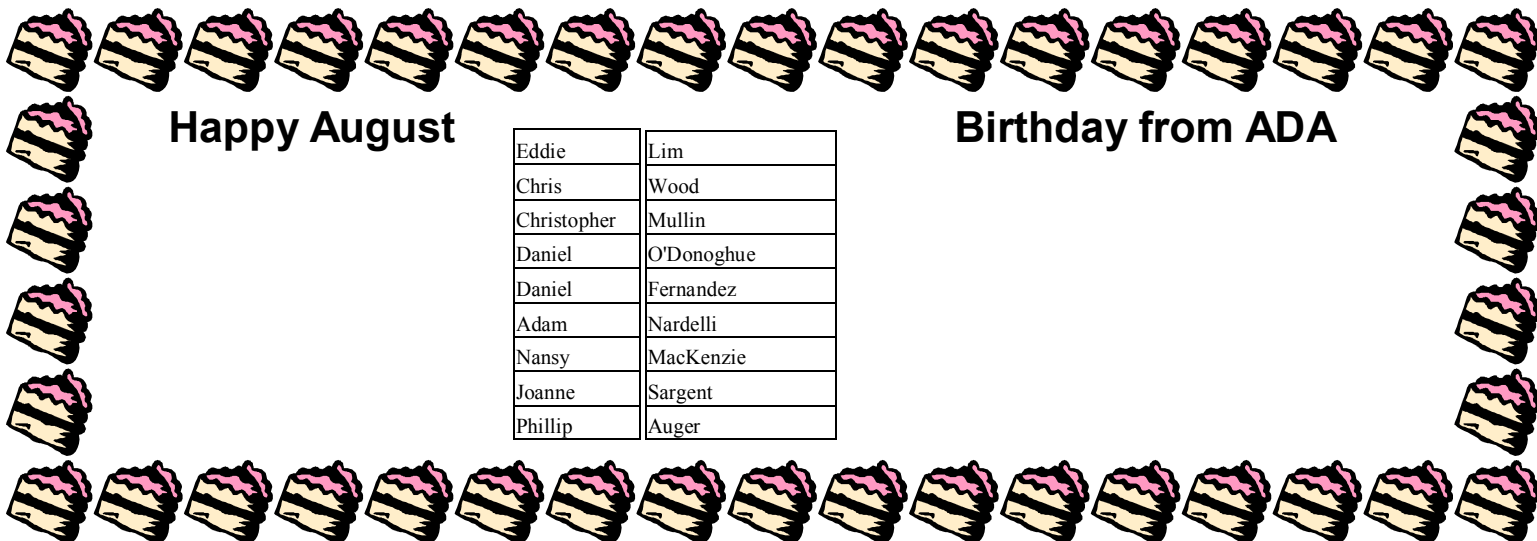 Happy August Birthday from ADA
Eddie Lim
Chris Wood
Christopher Mullin
Daniel O'Donoghue
Daniel Fernandez
Adam Nardelli
Nansy MacKenzie
Joanne Sargent
Phillip Auger